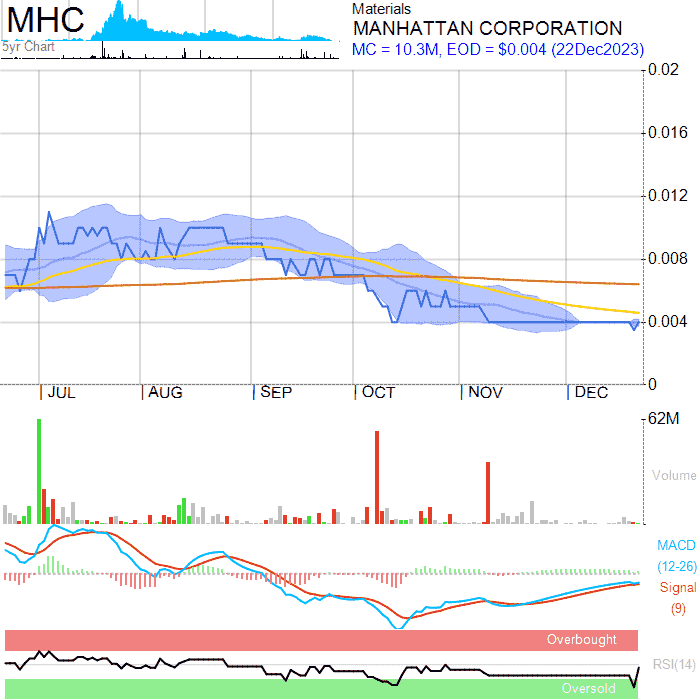 MHC
5yr Chart
Materials
MANHATTAN CORPORATION
MC = 10.3M, EOD = $0.004 (22Dec2023)
0.02
0.016
0.012
0.008
0.004
0
JUL AUG SEP OCT NOV DEC
62M
Volume
MACD
(12-26)
Signal
(9)
Overbought
RSI(14)
Oversold